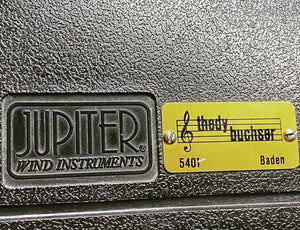 JUPITER®
WIND INSTRUMENTS
thedy
buchser
5401 Baden